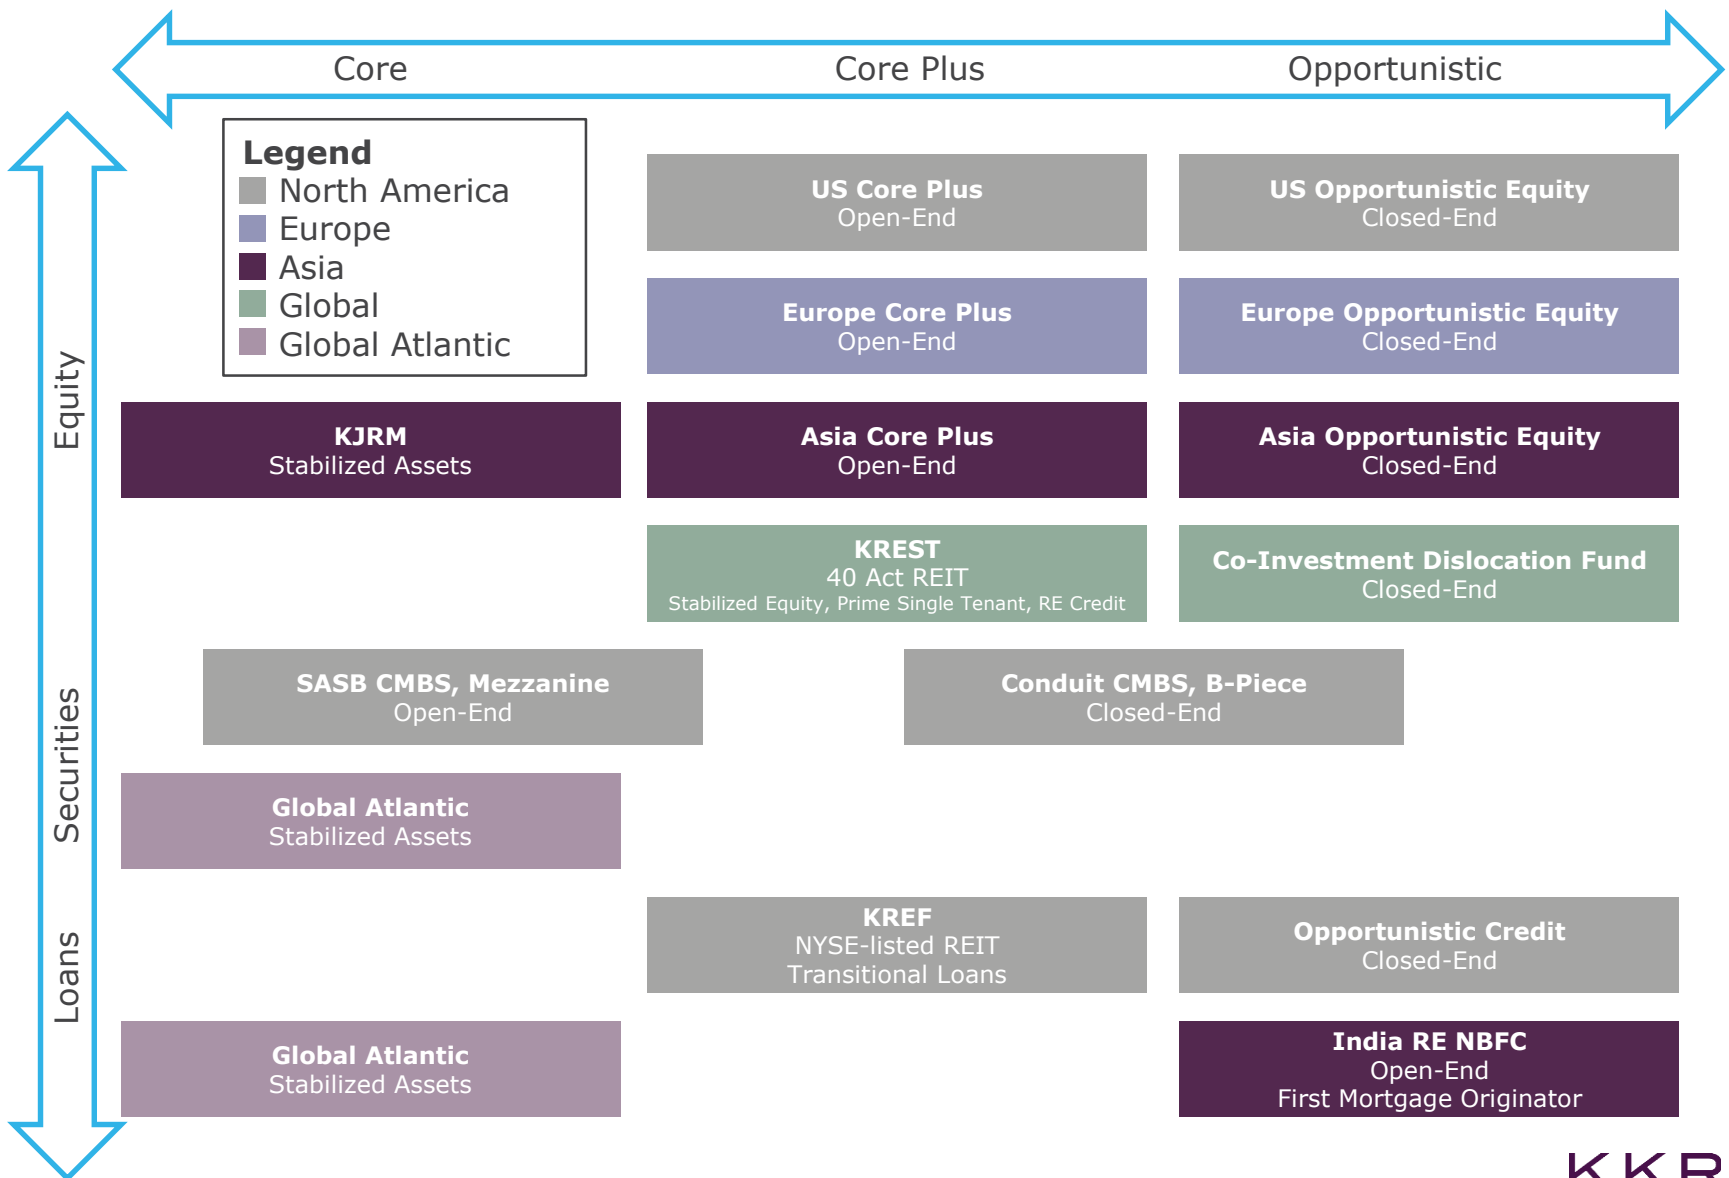 Core
Core Plus
Opportunistic
Legend
North America
Europe
Asia
Global
Global Atlantic
Equity
Securities
Loans
US Core Plus
Open-End
US Opportunistic Equity
Closed-End
Europe Core Plus
Open-End
Europe Opportunistic Equity
Closed-End
KJRM
Stabilized Assets
Asia Core Plus
Open-End
Asia Opportunistic Equity
Closed-End
KREST
40 Act REIT
Stabilized Equity, Prime Single Tenant, RE Credit
Co-Investment Dislocation Fund
Closed-End
SASB CMBS, Mezzanine
Open-End
Conduit CMBS, B-Piece
Closed-End
Global Atlantic
Stabilized Assets
KREF
NYSE-listed REIT
Transitional Loans
Opportunistic Credit
Closed-End
Global Atlantic
Stabilized Assets
India RE NBFC
Open-End
First Mortgage Originator
KKR